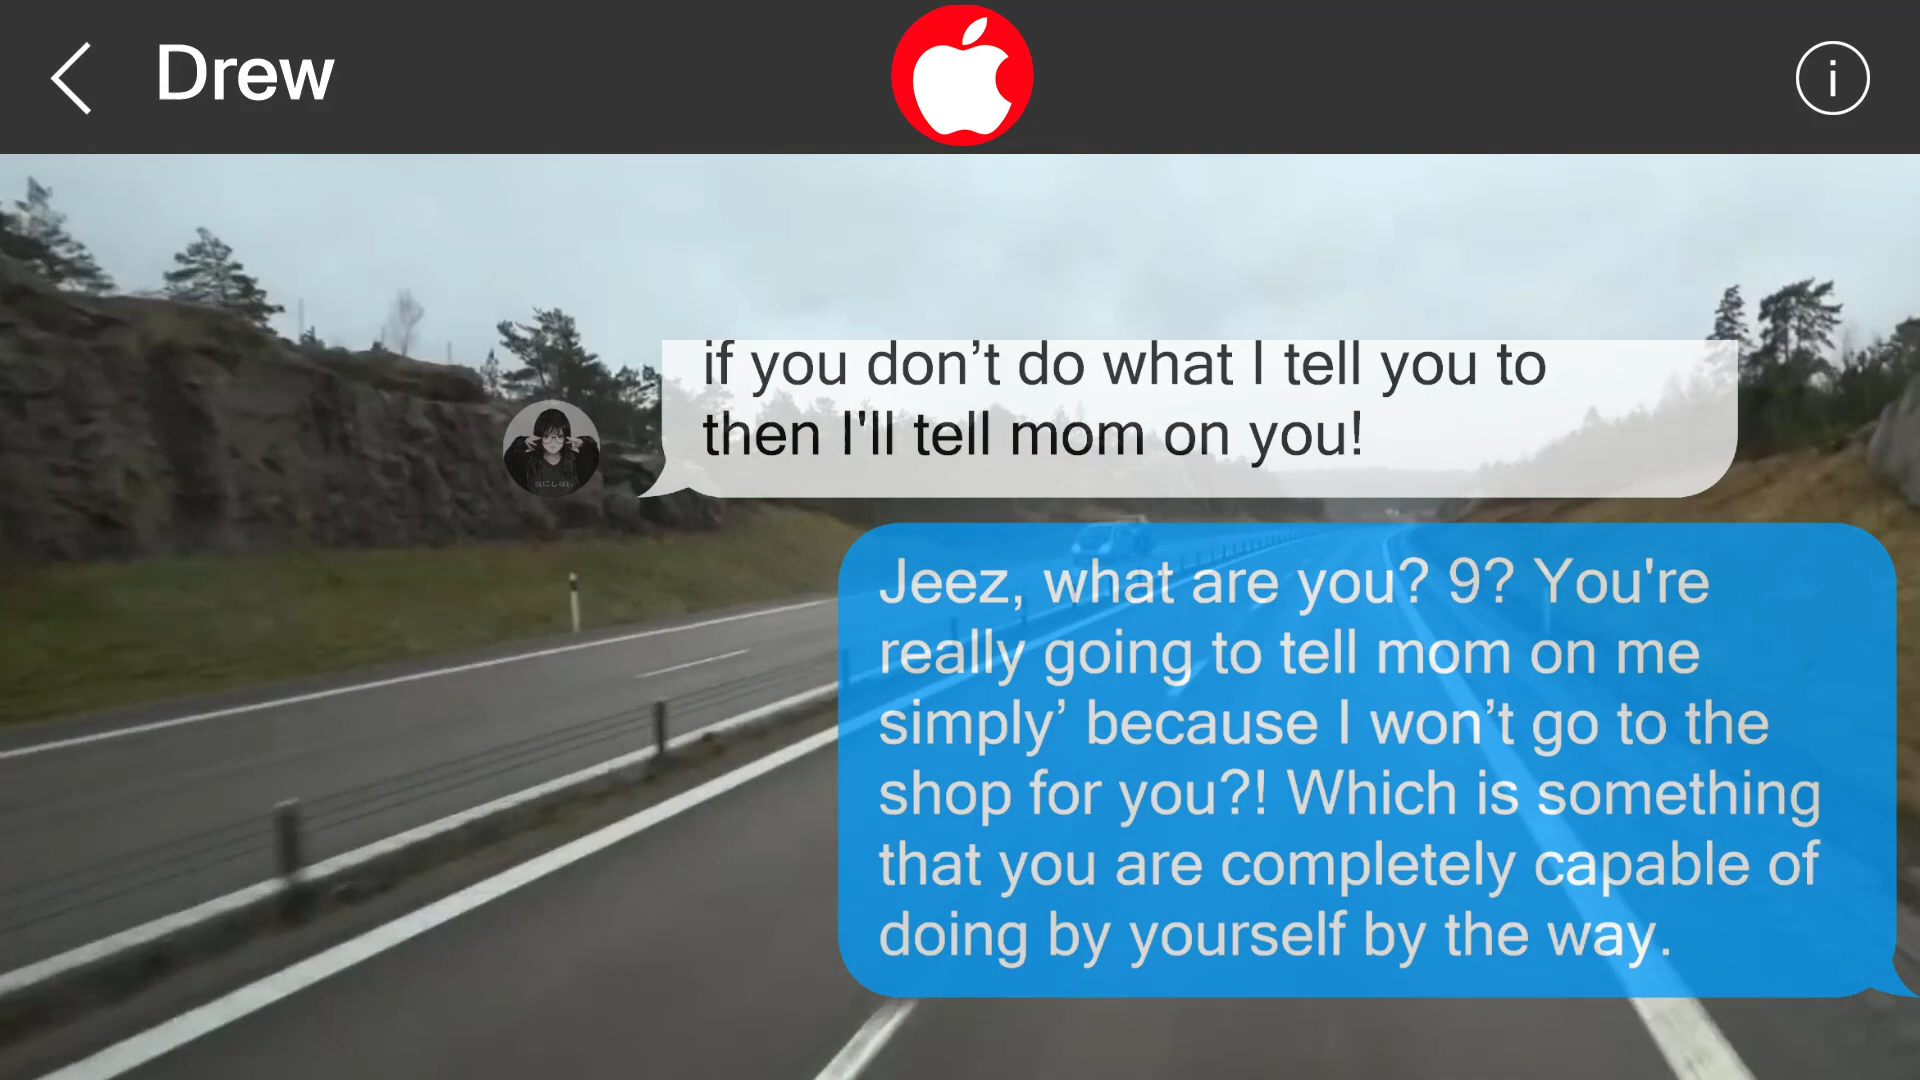 Drew
i
if you don’t do what I tell you to
then I'll tell mom on you!
Jeez, what are you? 9? You're
really going to tell mom on me
simply’ because I won’t go to the
shop for you?! Which is something
that you are completely capable of
doing by yourself by the way.